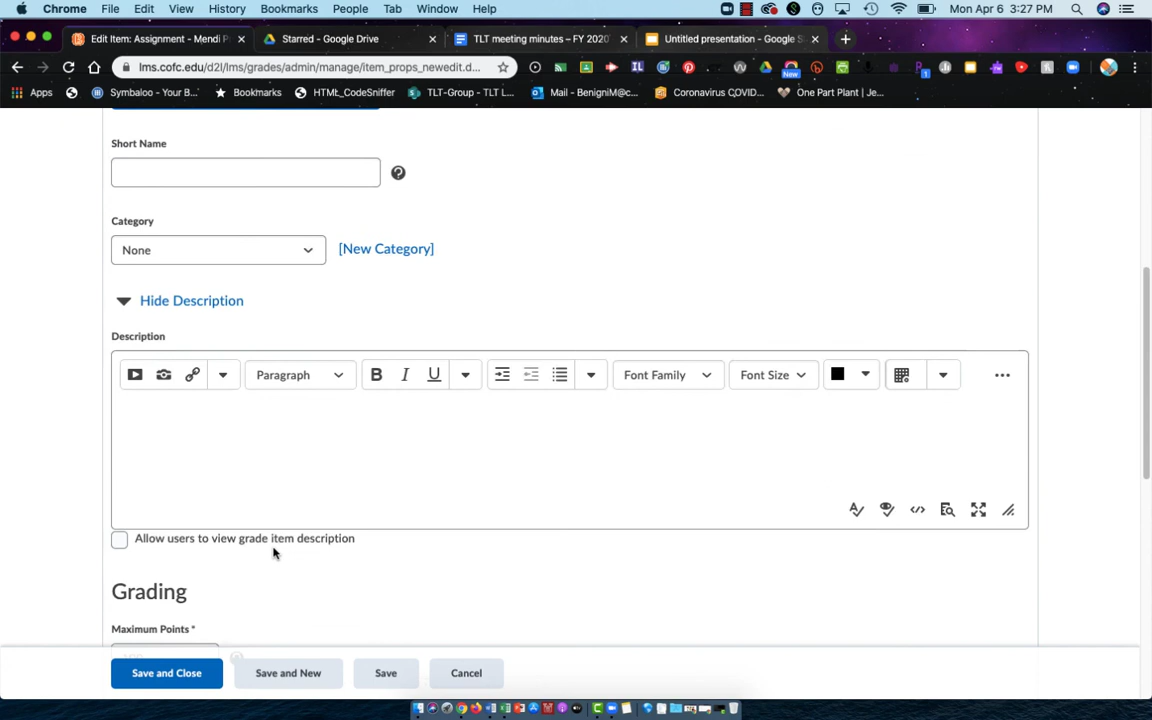 Chrome File Edit View History Bookmarks People Tab Window Help Mon Apr 6 3:27 PM
Edit Item: Assignment - Mendi P Starred - Google Drive TLT meeting minutes – FY 2020 Untitled presentation - Google S
lms.cofc.edu/d2l/lms/grades/admin/manage/item_props_newedit.d... New 1
Apps Symbaloo - Your B... Bookmarks HTML_CodeSniffer TLT-Group - TLT L... Mail - BenigniM@c... Coronavirus COVID... One Part Plant | Je...
Short Name
Category
None [New Category]
Hide Description
Description
Paragraph B I U Font Family Font Size
Allow users to view grade item description
Grading
Maximum Points *
Save and Close Save and New Save Cancel